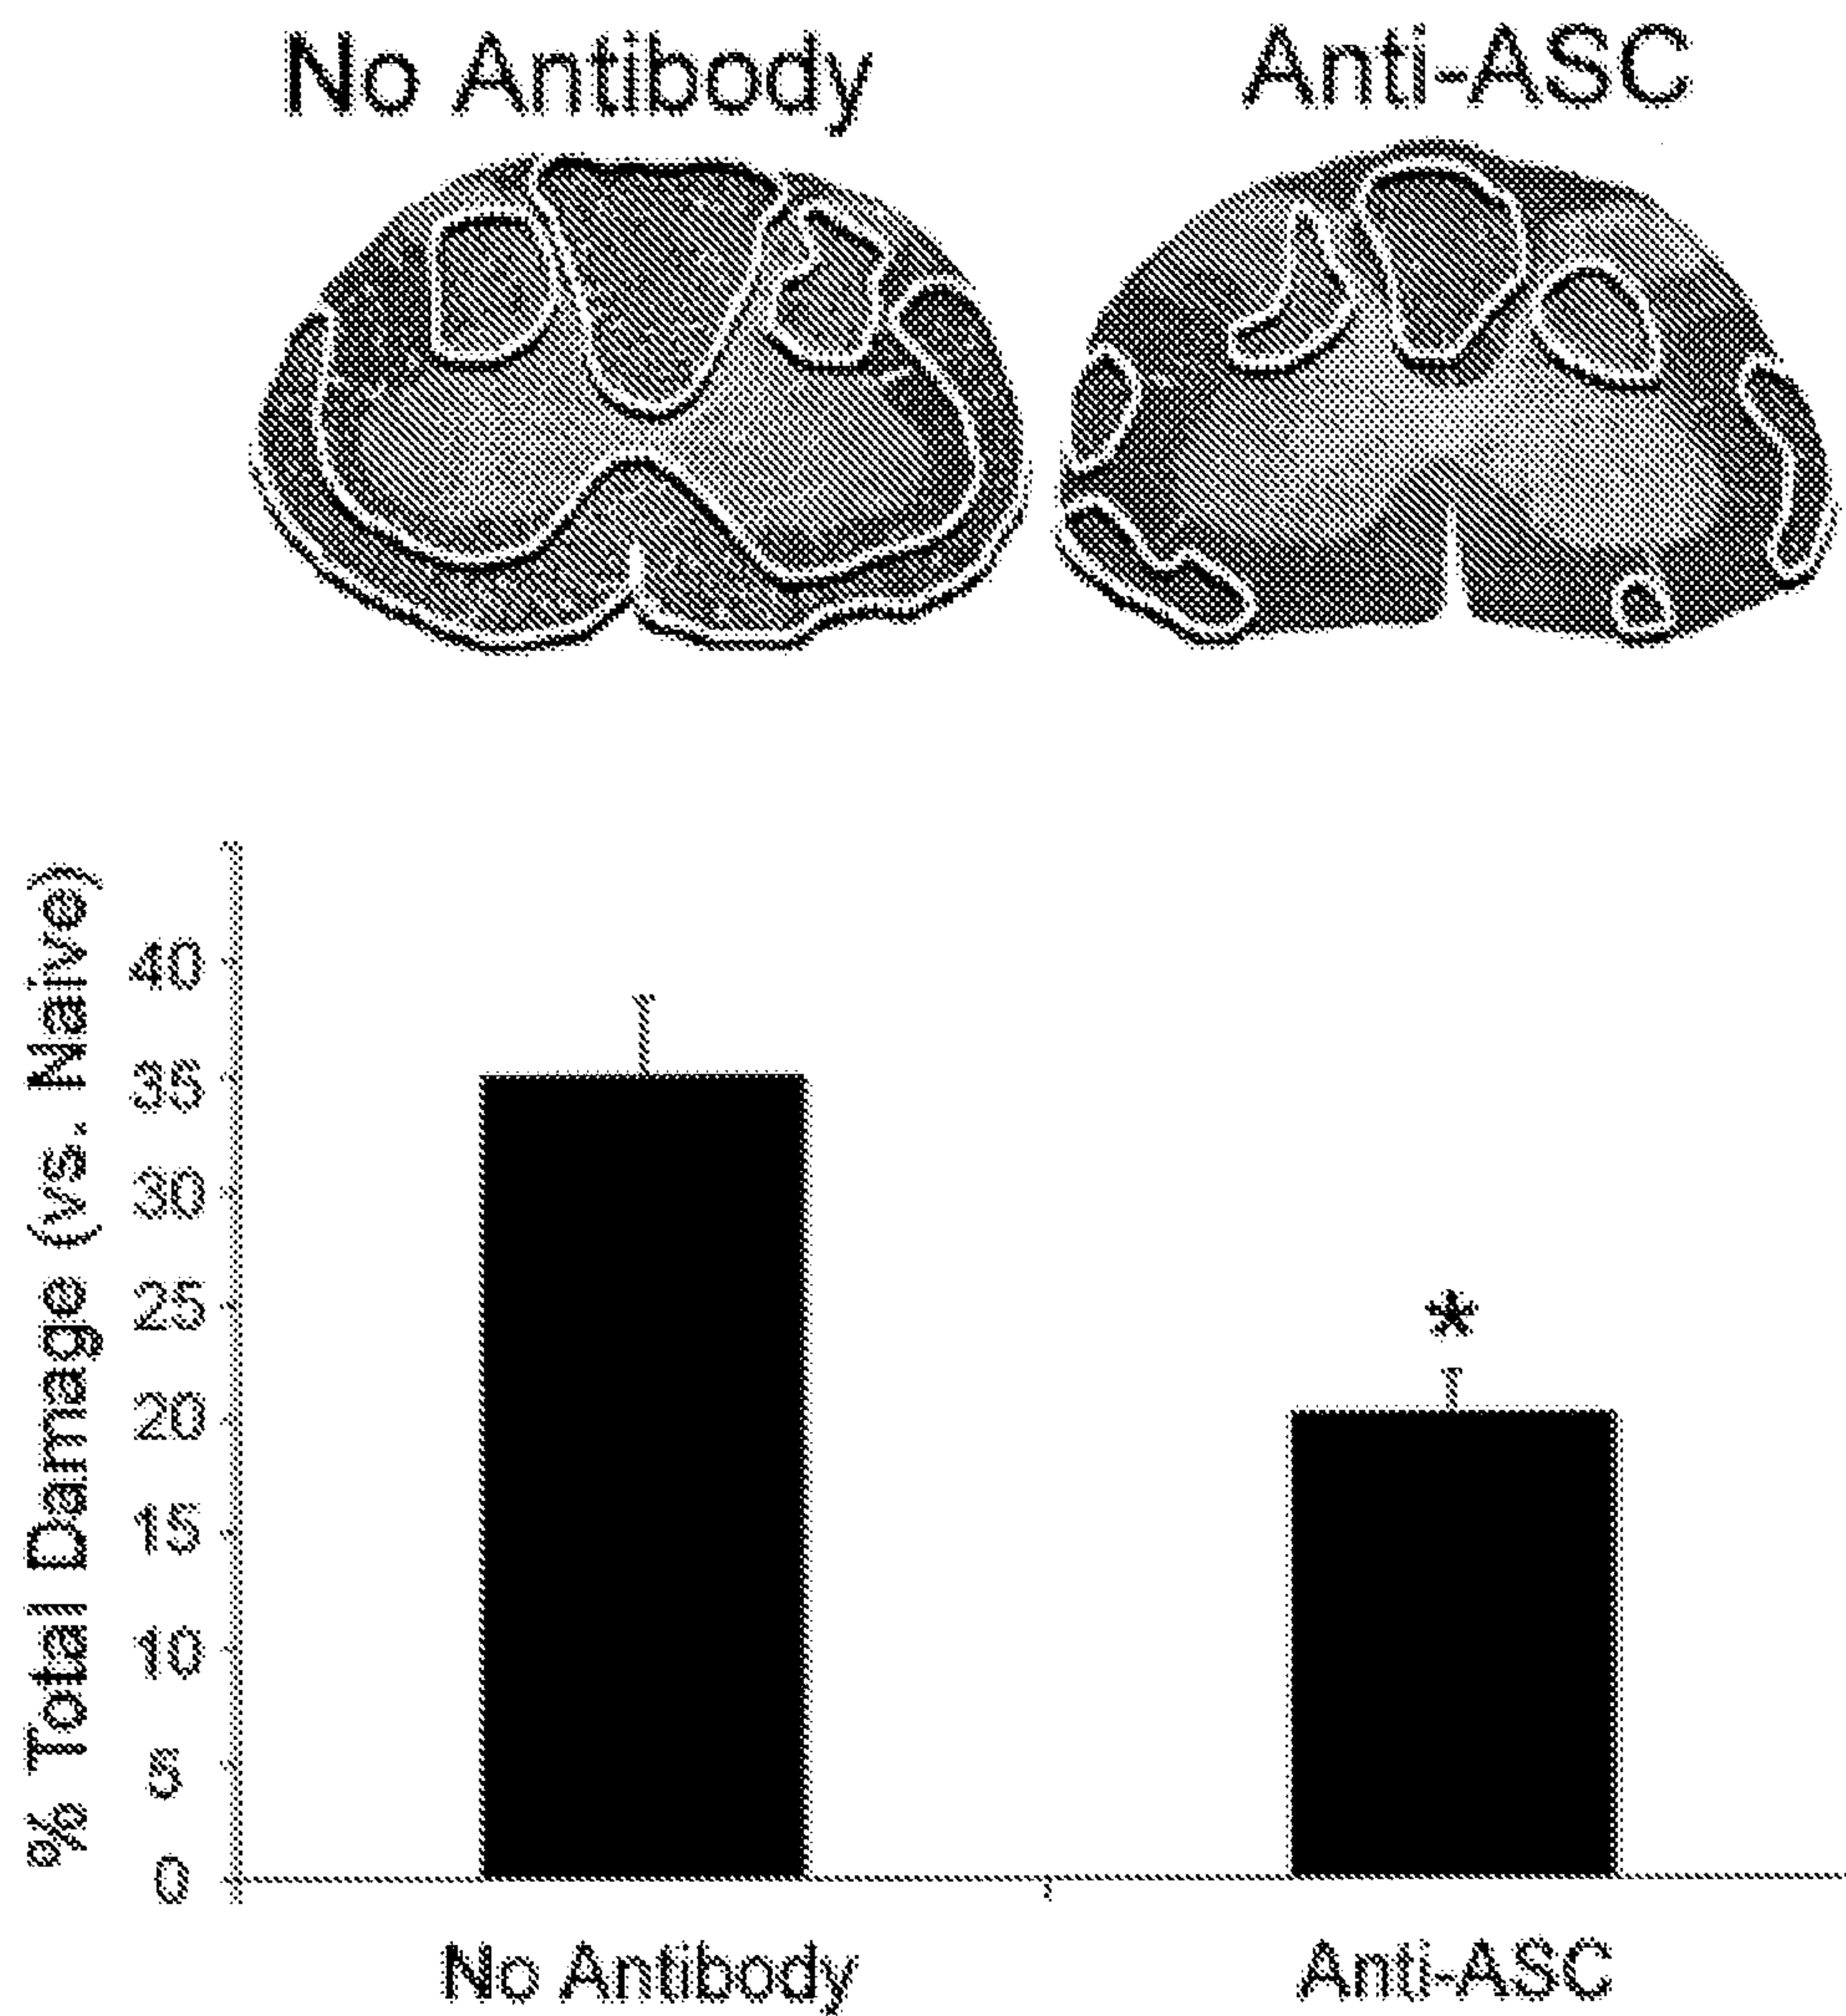 No Antibody
Anti-ASC
% Total Damage (vs. Naive)
40
35
30
25
20
15
10
5
0
*
No Antibody
Anti-ASC